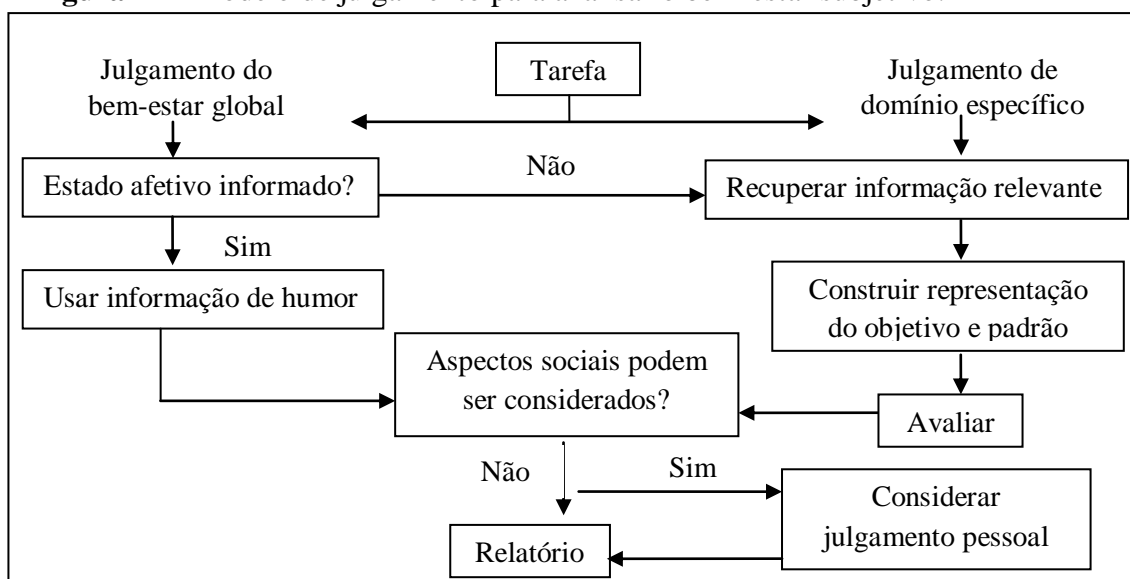 Tarefa
Julgamento do
bem-estar global
Julgamento de
domínio específico
Estado afetivo informado?
Não
Recuperar informação relevante
Sim
Usar informação de humor
Construir representação
do objetivo e padrão
Aspectos sociais podem
ser considerados?
Avaliar
Não
Sim
Considerar
julgamento pessoal
Relatório